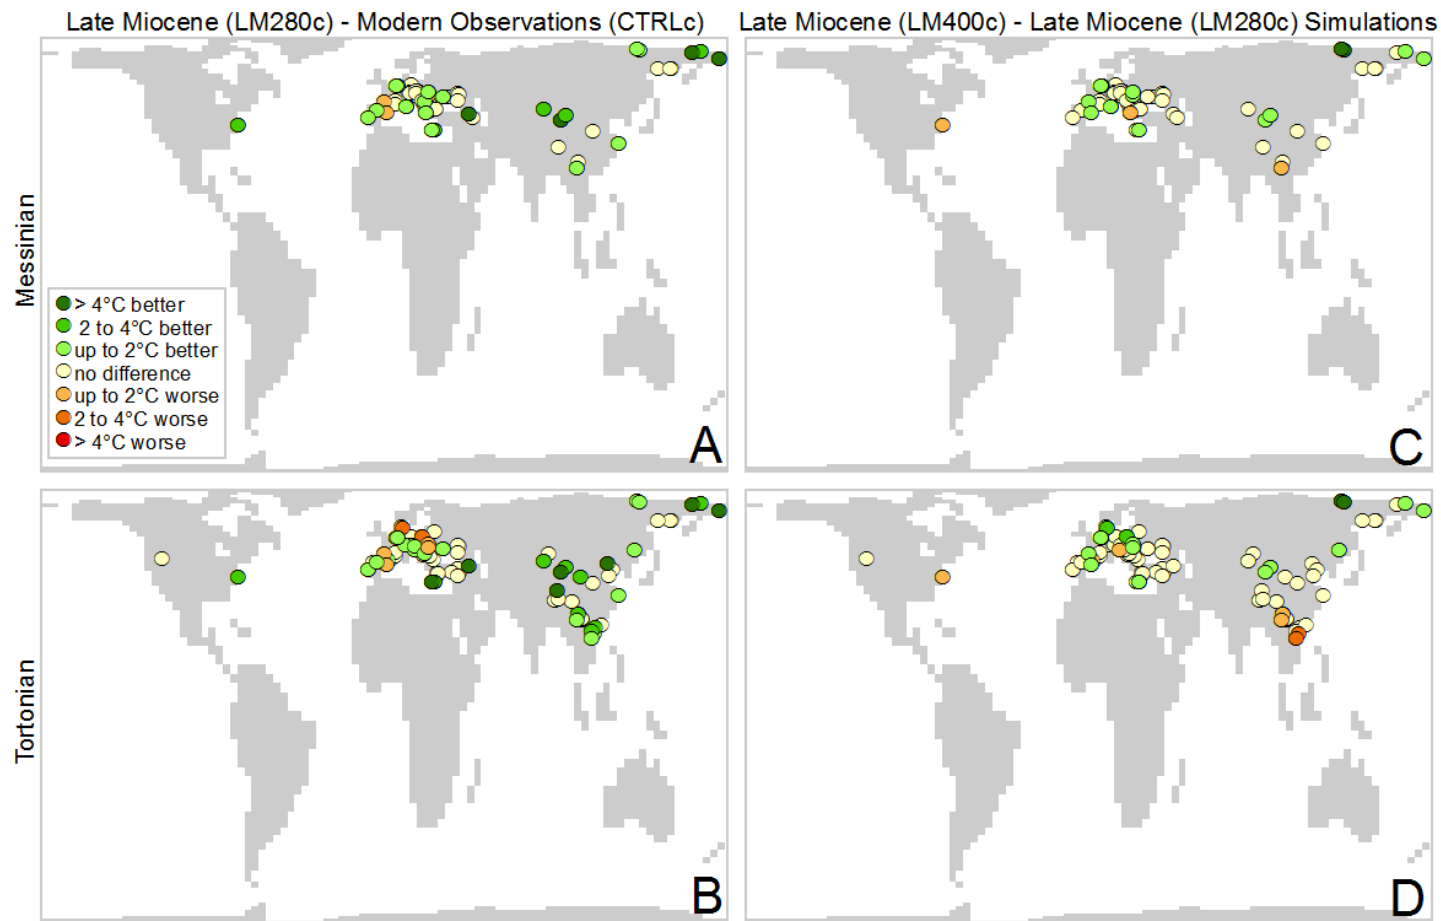 Late Miocene (LM280c) - Modern Observations (CTRLc)
Late Miocene (LM400c) - Late Miocene (LM280c) Simulations
Messinian
> 4°C better
2 to 4°C better
up to 2°C better
no difference
up to 2°C worse
2 to 4°C worse
> 4°C worse
A
C
Tortonian
B
D